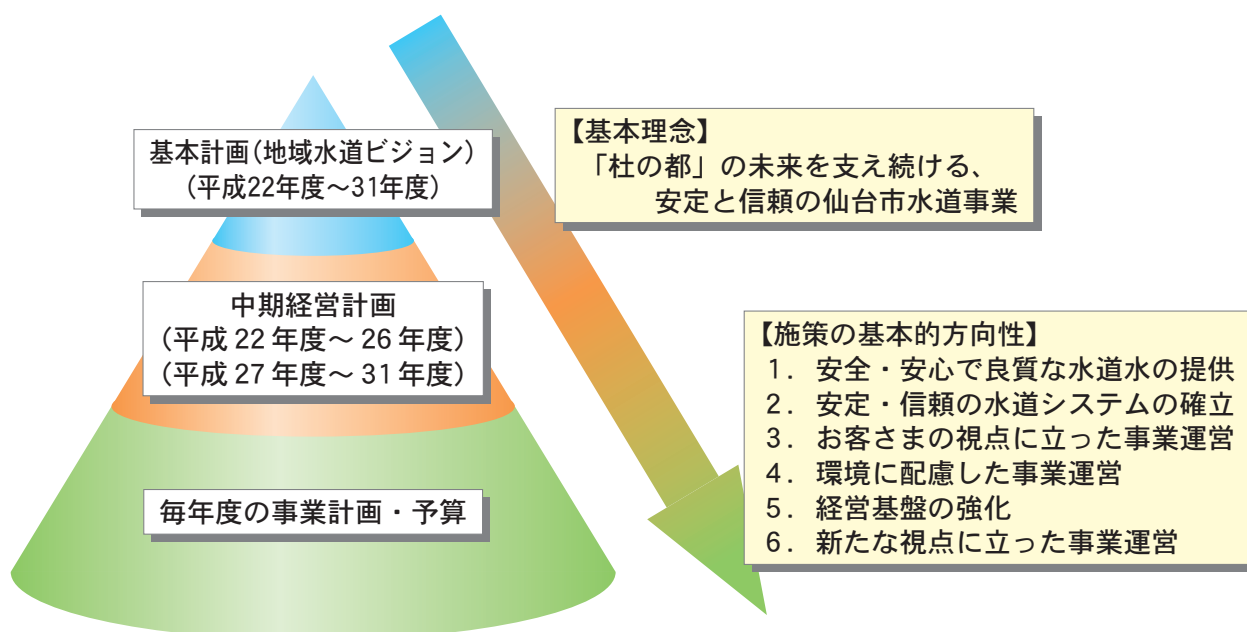 基本計画(地域水道ビジョン)
(平成22年度～31年度)
中期経営計画
(平成 22 年度～ 26 年度)
(平成 27 年度～ 31 年度)
毎年度の事業計画・予算
【基本理念】
「杜の都」の未来を支え続ける、
安定と信頼の仙台市水道事業
【施策の基本的方向性】
1． 安全・安心で良質な水道水の提供
2． 安定・信頼の水道システムの確立
3． お客さまの視点に立った事業運営
4． 環境に配慮した事業運営
5． 経営基盤の強化
6． 新たな視点に立った事業運営